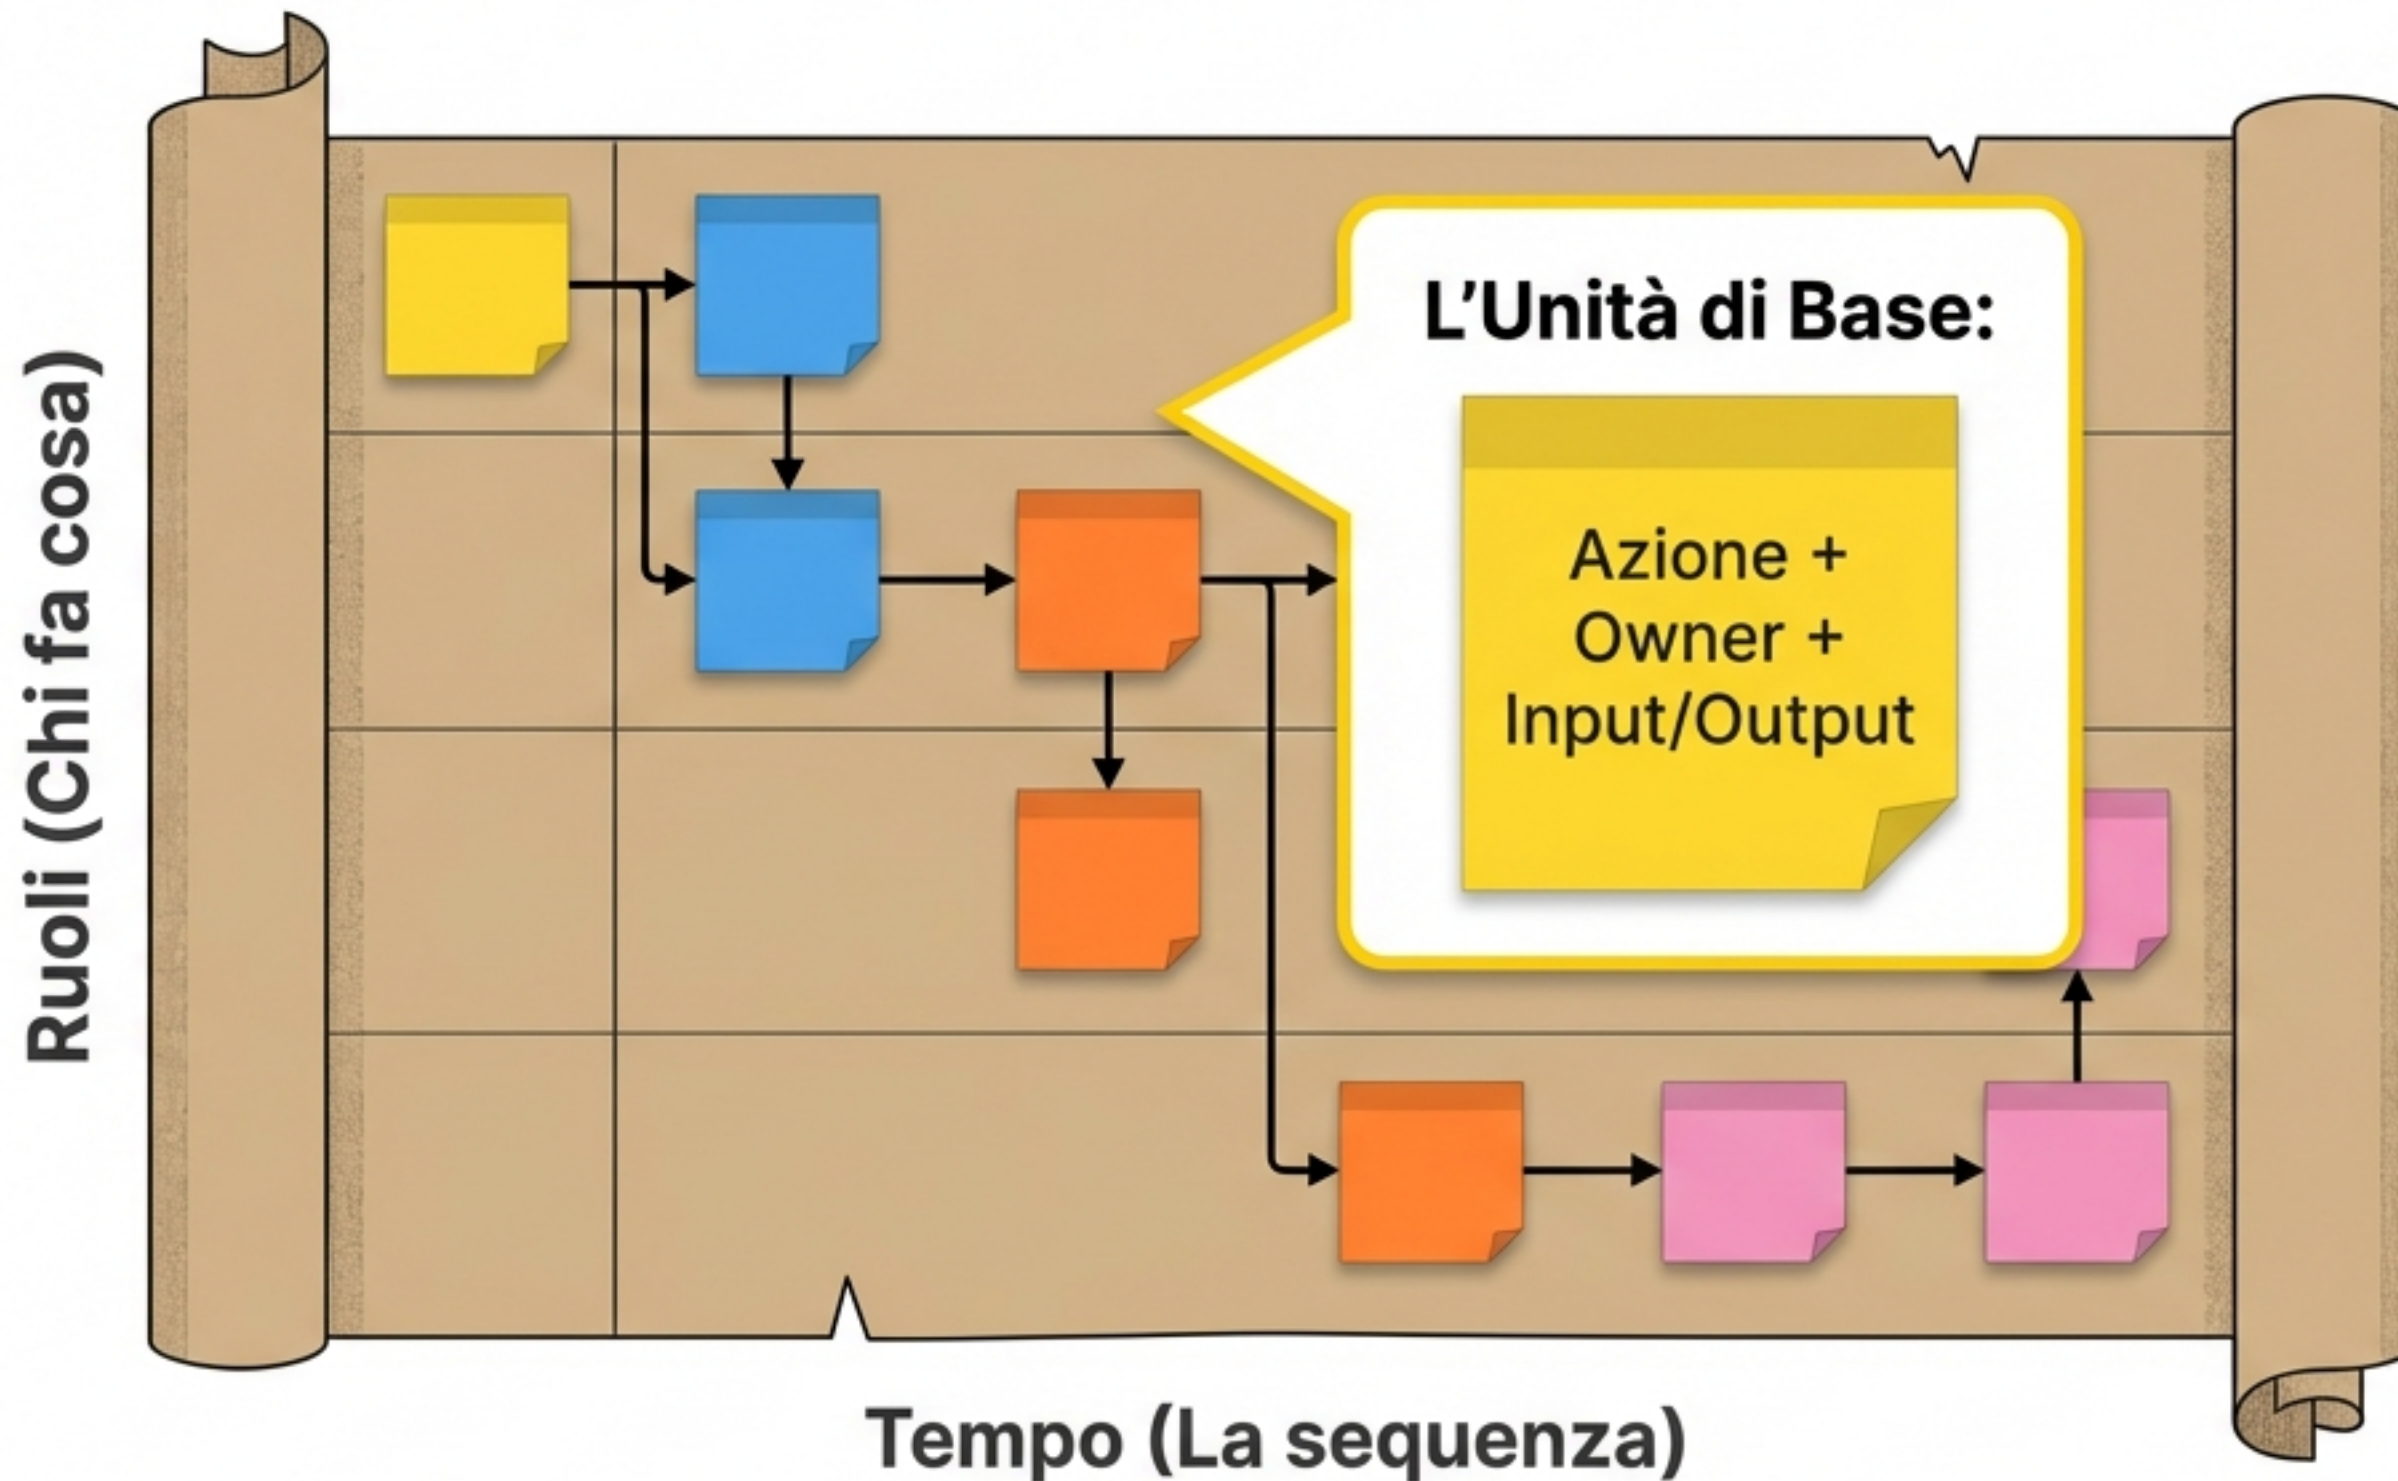 Ruoli (Chi fa cosa)
L’Unità di Base:
Azione +
Owner +
Input/Output
Tempo (La sequenza)